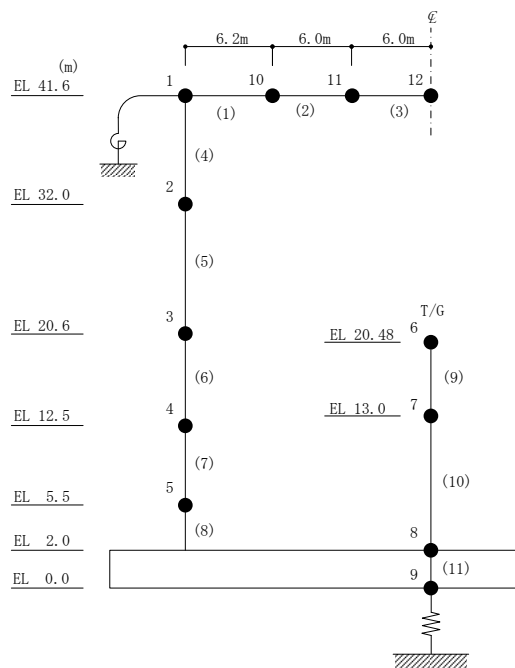 ℄
6.2m 6.0m 6.0m
(m)
1 10 11 12
EL 41.6
(1) (2) (3)
(4)
2
EL 32.0
(5)
3 T/G
EL 20.6
EL 20.48 6
(6) (9)
EL 13.0 7
4
EL 12.5
(7) (10)
5
EL 5.5
(8) 8
EL 2.0
(11)
9
EL 0.0